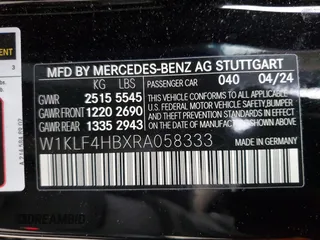 MFD BY MERCEDES-BENZ AG STUTTGART
KG LBS
PASSENGER CAR 040 04/24
GVWR 2515 5545
GAWR FRONT 1220 2690
GAWR REAR 1335 2943
THIS VEHICLE CONFORMS TO ALL APPLICABLE
U.S. FEDERAL MOTOR VEHICLE SAFETY, BUMPER,
AND THEFT PREVENTION STANDARDS IN EFFECT
ON THE DATE OF MANUFACTURE SHOWN ABOVE.
W1KLF4HBXRA058333
MADE IN GERMANY
3
DREAMBID